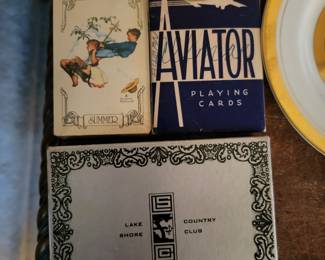 SUMMER
AVIATOR
PLAYING
CARDS
LAKE COUNTRY
SHORE CLUB